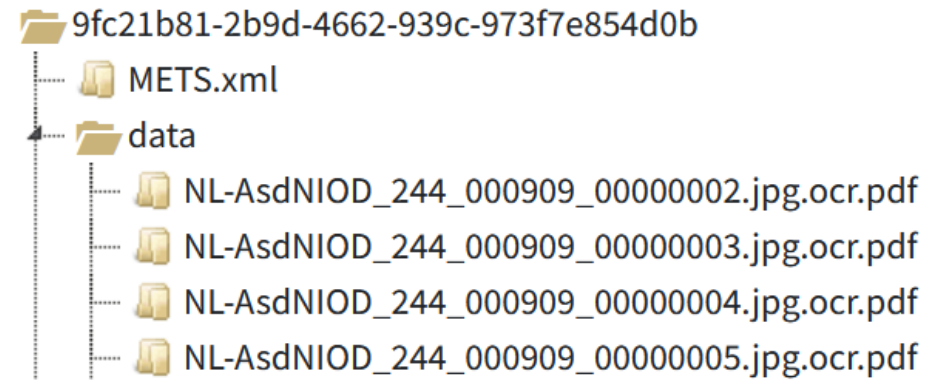 9fc21b81-2b9d-4662-939c-973f7e854d0b
METS.xml
data
NL-AsdNIOD_244_000909_00000002.jpg.ocr.pdf
NL-AsdNIOD_244_000909_00000003.jpg.ocr.pdf
NL-AsdNIOD_244_000909_00000004.jpg.ocr.pdf
NL-AsdNIOD_244_000909_00000005.jpg.ocr.pdf